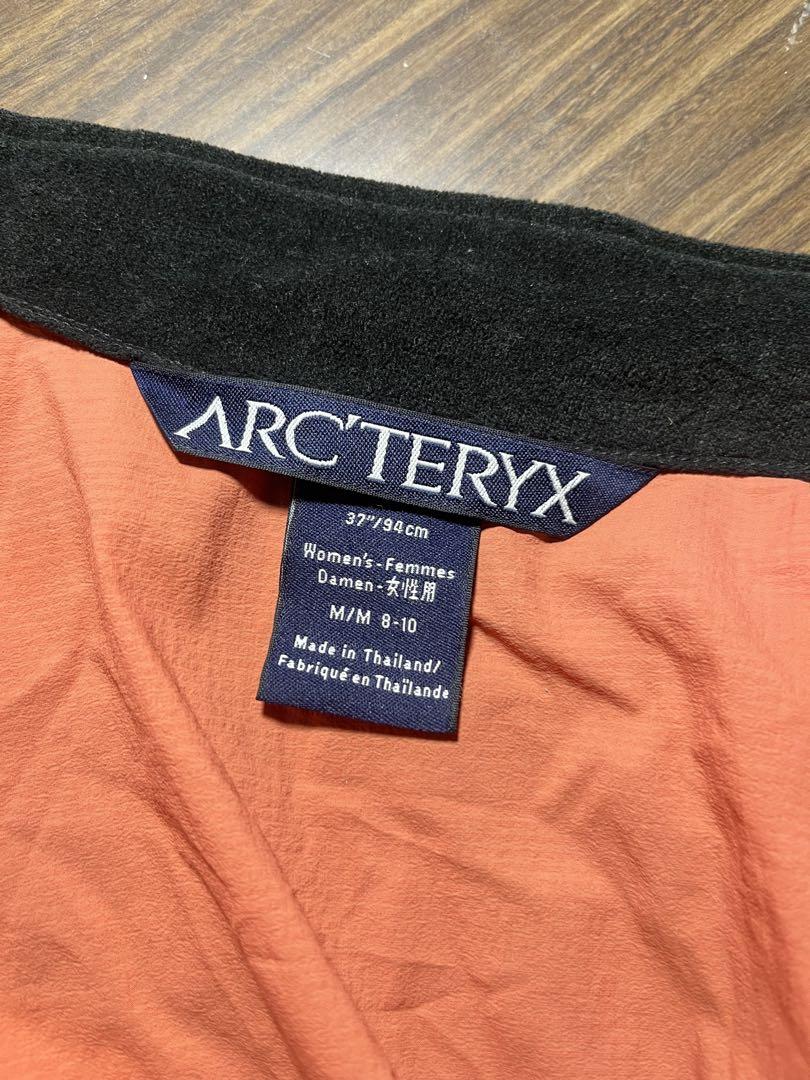 ARC'TERYX
37"/94cm
Women's-Femmes
Damen-女性用
M/M 8-10
Made in Thailand/
Fabriqué en Thaïlande